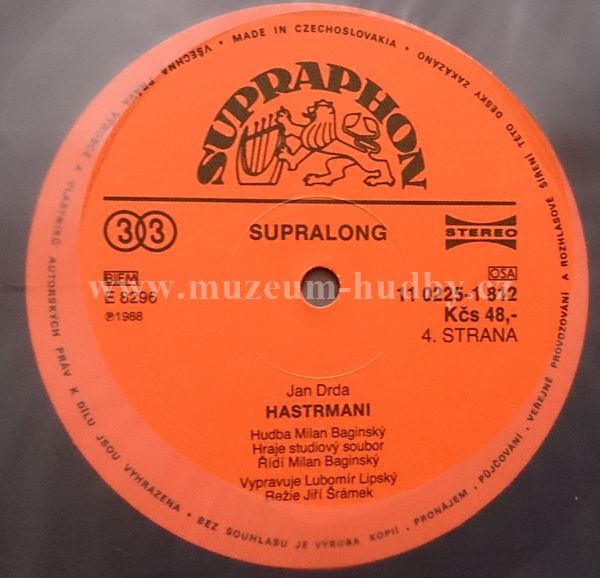 VŠECHNA PRÁVA VÝROBCE A VLASTNÍKŮ AUTORSKÝCH PRÁV K DÍLU JSOU VYHRAZENA • BEZ SOUHLASU JE VÝROBA KOPIÍ, PRONÁJEM, PŮJČOVÁNÍ, VEŘEJNÉ PROVOZOVÁNÍ A ROZHLASOVÉ ŠÍŘENÍ TÉTO DESKY ZAKÁZÁNO • MADE IN CZECHOSLOVAKIA •
SUPRAPHON
33
SUPRALONG
STEREO
BIEM
OSA
www.muzeum-hudby.cz
E 8296
11 0225-1 812
℗1988
Kčs 48,-
4. STRANA
Jan Drda
HASTRMANI
Hudba Milan Baginský
Hraje studiový soubor
Řídí Milan Baginský
Vypravuje Lubomír Lipský
Režie Jiří Šrámek